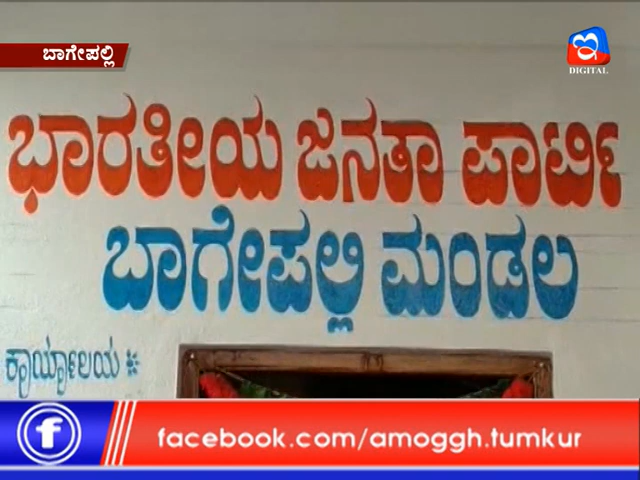 ಬಾಗೇಪಲ್ಲಿ
DIGITAL
ಭಾರತೀಯ ಜನತಾ ಪಾರ್ಟಿ
ಬಾಗೇಪಲ್ಲಿ ಮಂಡಲ
ಕಾರ್ಯಾಲಯ
facebook.com/amoggh.tumkur